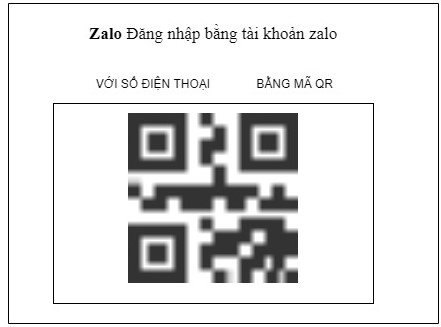 Zalo Đăng nhập bằng tài khoản zalo
VỚI SỐ ĐIỆN THOẠI BẰNG MÃ QR